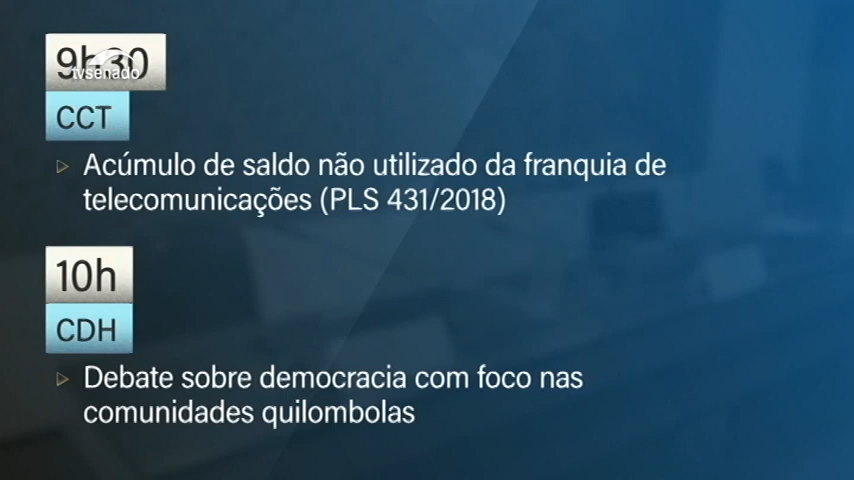 9h30
tvsenado
CCT
Acúmulo de saldo não utilizado da franquia de
telecomunicações (PLS 431/2018)
10h
CDH
Debate sobre democracia com foco nas
comunidades quilombolas